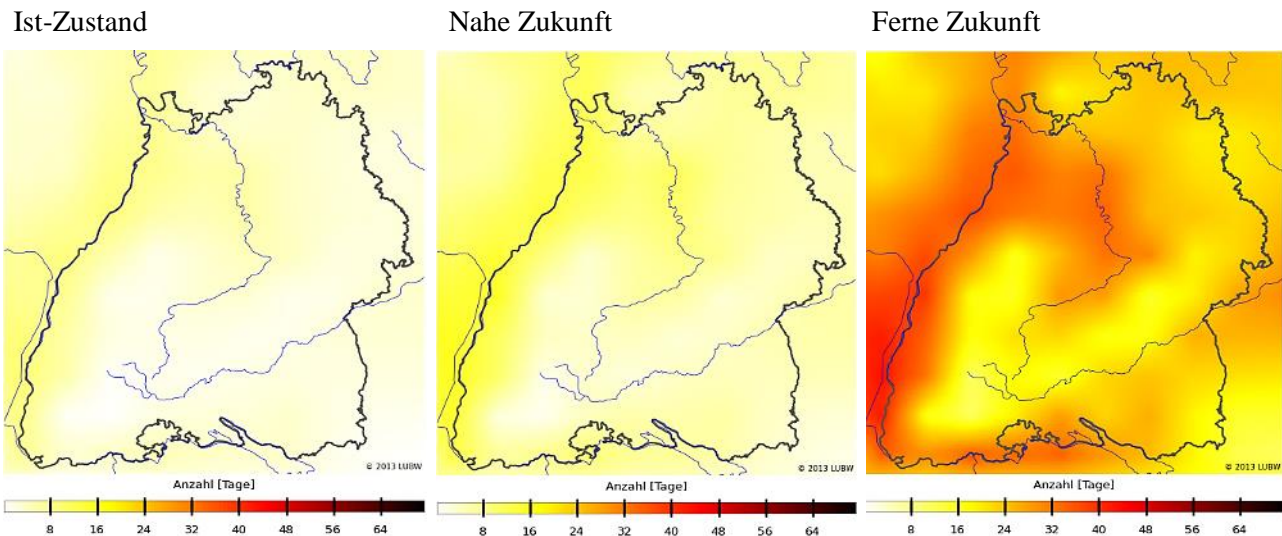 Ist-Zustand Nahe Zukunft Ferne Zukunft
© 2013 LUBW © 2013 LUBW © 2013 LUBW
Anzahl [Tage] Anzahl [Tage] Anzahl [Tage]
8 16 24 32 40 48 56 64 8 16 24 32 40 48 56 64 8 16 24 32 40 48 56 64